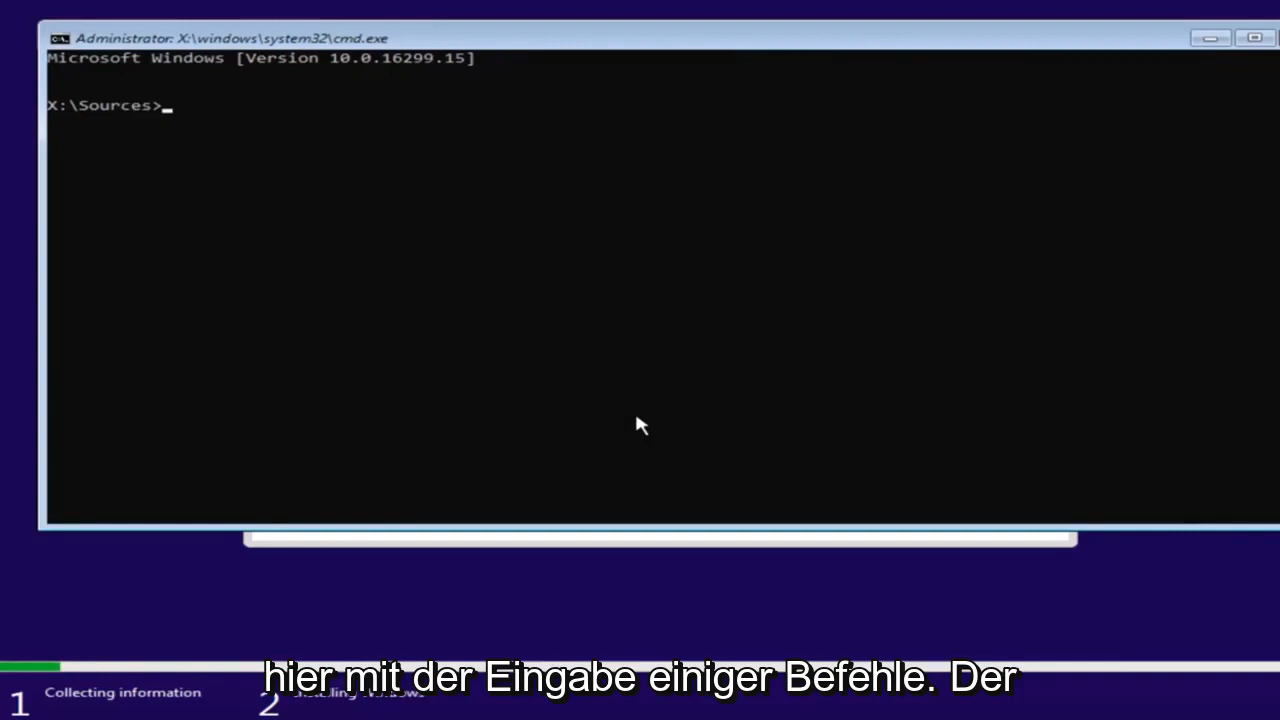 Administrator: X:\windows\system32\cmd.exe
Microsoft Windows [Version 10.0.16299.15]
X:\Sources>
hier mit der Eingabe einiger Befehle. Der
1 Collecting information
2 Installing Windows